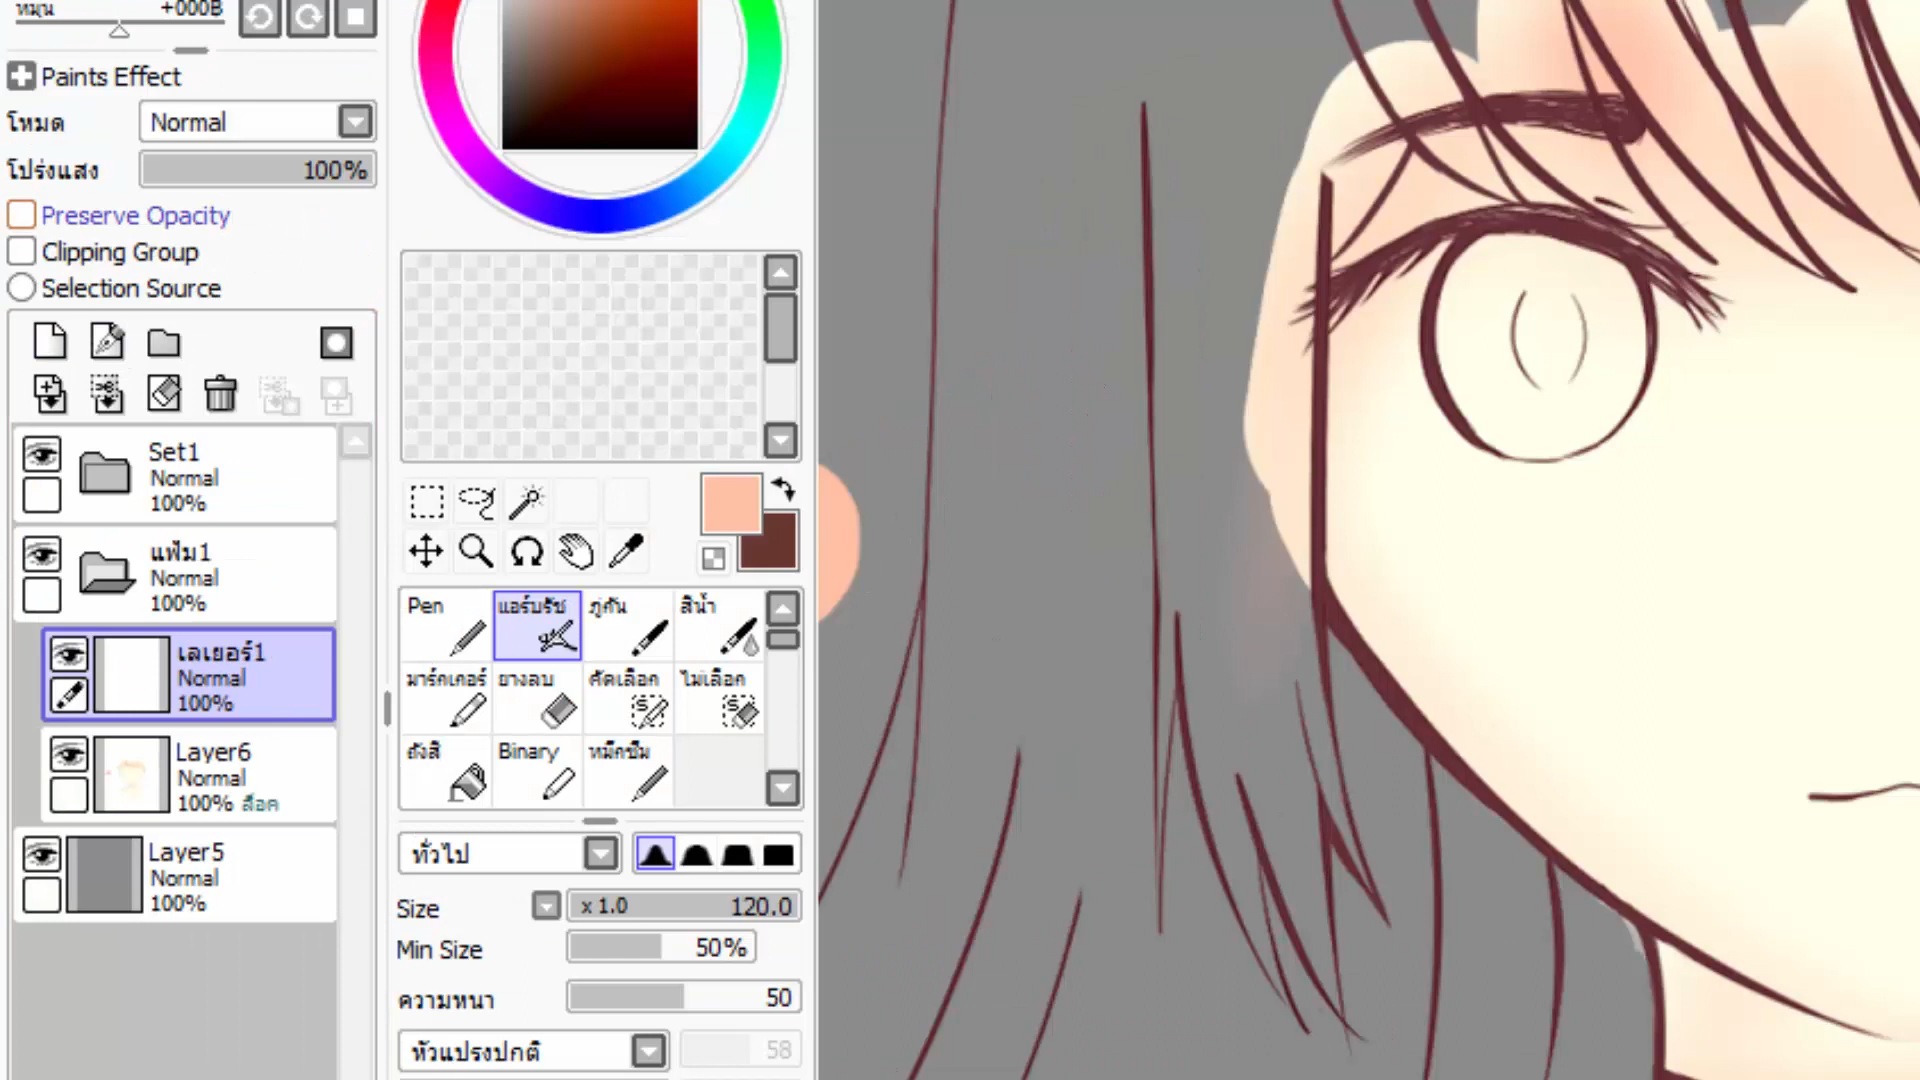 หมุน +000B
Paints Effect
โหมด Normal
โปร่งแสง 100%
Preserve Opacity
Clipping Group
Selection Source
Set1
Normal
100%
แฟ้ม1
Normal
100%
เลเยอร์1
Normal
100%
Layer6
Normal
100% ล็อค
Layer5
Normal
100%
Pen แอร์บรัช ภู่กัน สีน้ำ
มาร์คเกอร์ ยางลบ คัดเลือก ไม่เลือก
ถังสี Binary หมึกซึม
ทั่วไป
Size x 1.0 120.0
Min Size 50%
ความหนา 50
หัวแปรงปกติ 58